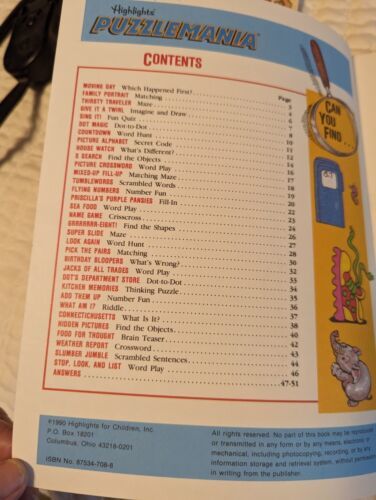 Highlights®
PUZZLEMANIA®
CONTENTS
Page
MOVING DAY Which Happened First?
FAMILY PORTRAIT Matching
THIRSTY TRAVELER Maze
GIVE IT A TWIRL Imagine and Draw
SING IT! Fun Quiz
DOT MAGIC Dot-to-Dot
COUNTDOWN Word Hunt
PICTURE ALPHABET Secret Code
HOUSE WATCH What's Different?
S SEARCH Find the Objects
PICTURE CROSSWORD Word Play
MIXED-UP FILL-UP Matching Maze
TUMBLEWORDS Scrambled Words
FLYING NUMBERS Number Fun
PRISCILLA'S PURPLE PANSIES Fill-In
SEA FOOD Word Play
NAME GAME Crisscross
GRRRRRRR-EIGHT! Find the Shapes
SUPER SLIDE Maze
LOOK AGAIN Word Hunt
PICK THE PAIRS Matching
BIRTHDAY BLOOPERS What's Wrong?
JACKS OF ALL TRADES Word Play
DOT'S DEPARTMENT STORE Dot-to-Dot
KITCHEN MEMORIES Thinking Puzzle
ADD THEM UP Number Fun
WHAT AM I? Riddle
CONNECTICHUSETTS What Is It? 38
HIDDEN PICTURES Find the Objects 40
FOOD FOR THOUGHT Brain Teaser 42
WEATHER REPORT Crossword 43
SLUMBER JUMBLE Scrambled Sentences 44
STOP, LOOK, AND LIST Word Play 46
ANSWERS 47-51
CAN
YOU
FIND...
©1990 Highlights for Children, Inc.
P.O. Box 18201
Columbus, Ohio 43218-0201
ISBN No. 87534-708-8
All rights reserved. No part of this book may be reproduced
or transmitted in any form or by any means, electronic or
mechanical, including photocopying, recording, or by any
information storage and retrieval system, without permission
in writing from the publisher.